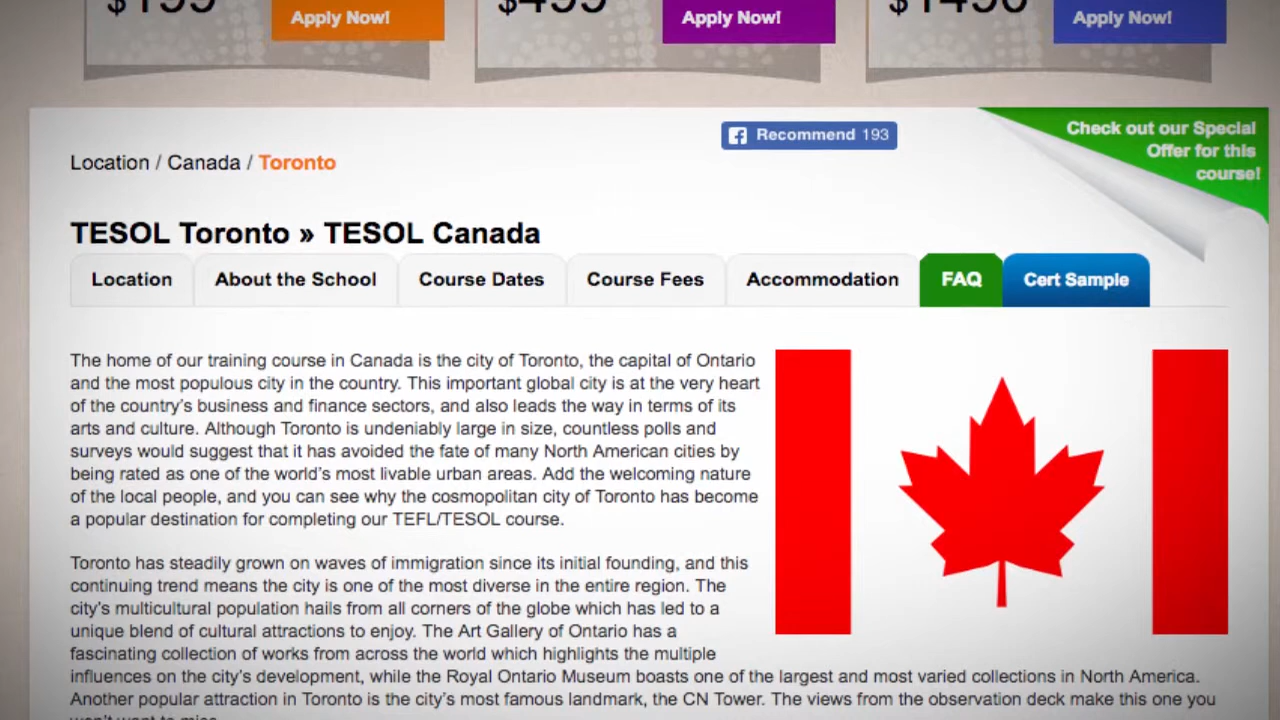 $199
Apply Now!
$499
Apply Now!
$1490
Apply Now!
Check out our Special
Offer for this
course!
Recommend 193
Location / Canada / Toronto
TESOL Toronto » TESOL Canada
Location
About the School
Course Dates
Course Fees
Accommodation
FAQ
Cert Sample
The home of our training course in Canada is the city of Toronto, the capital of Ontario
and the most populous city in the country. This important global city is at the very heart
of the country's business and finance sectors, and also leads the way in terms of its
arts and culture. Although Toronto is undeniably large in size, countless polls and
surveys would suggest that it has avoided the fate of many North American cities by
being rated as one of the world's most livable urban areas. Add the welcoming nature
of the local people, and you can see why the cosmopolitan city of Toronto has become
a popular destination for completing our TEFL/TESOL course.
Toronto has steadily grown on waves of immigration since its initial founding, and this
continuing trend means the city is one of the most diverse in the entire region. The
city's multicultural population hails from all corners of the globe which has led to a
unique blend of cultural attractions to enjoy. The Art Gallery of Ontario has a
fascinating collection of works from across the world which highlights the multiple
influences on the city's development, while the Royal Ontario Museum boasts one of the largest and most varied collections in North America.
Another popular attraction in Toronto is the city's most famous landmark, the CN Tower. The views from the observation deck make this one you
won't want to miss.